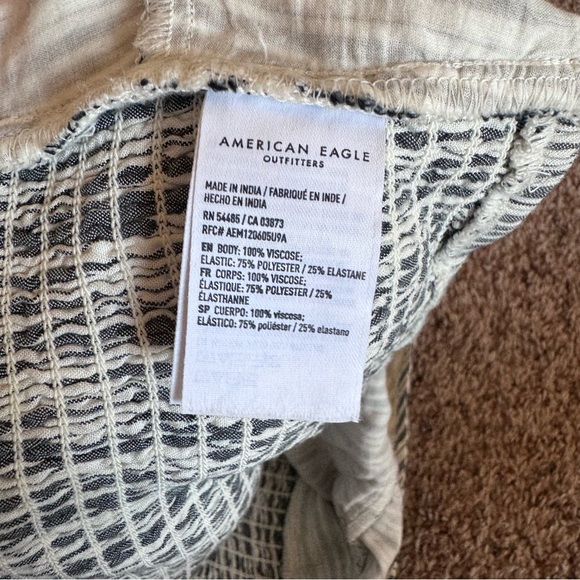 AMERICAN EAGLE
OUTFITTERS
MADE IN INDIA / FABRIQUÉ EN INDE /
HECHO EN INDIA
RN 54485 / CA 03873
RFC# AEM120605U9A
EN BODY: 100% VISCOSE;
ELASTIC: 75% POLYESTER / 25% ELASTANE
FR CORPS: 100% VISCOSE;
ÉLASTIQUE: 75% POLYESTER / 25%
ÉLASTHANNE
SP CUERPO: 100% viscosa;
ELÁSTICO: 75% poliéster / 25% elastano